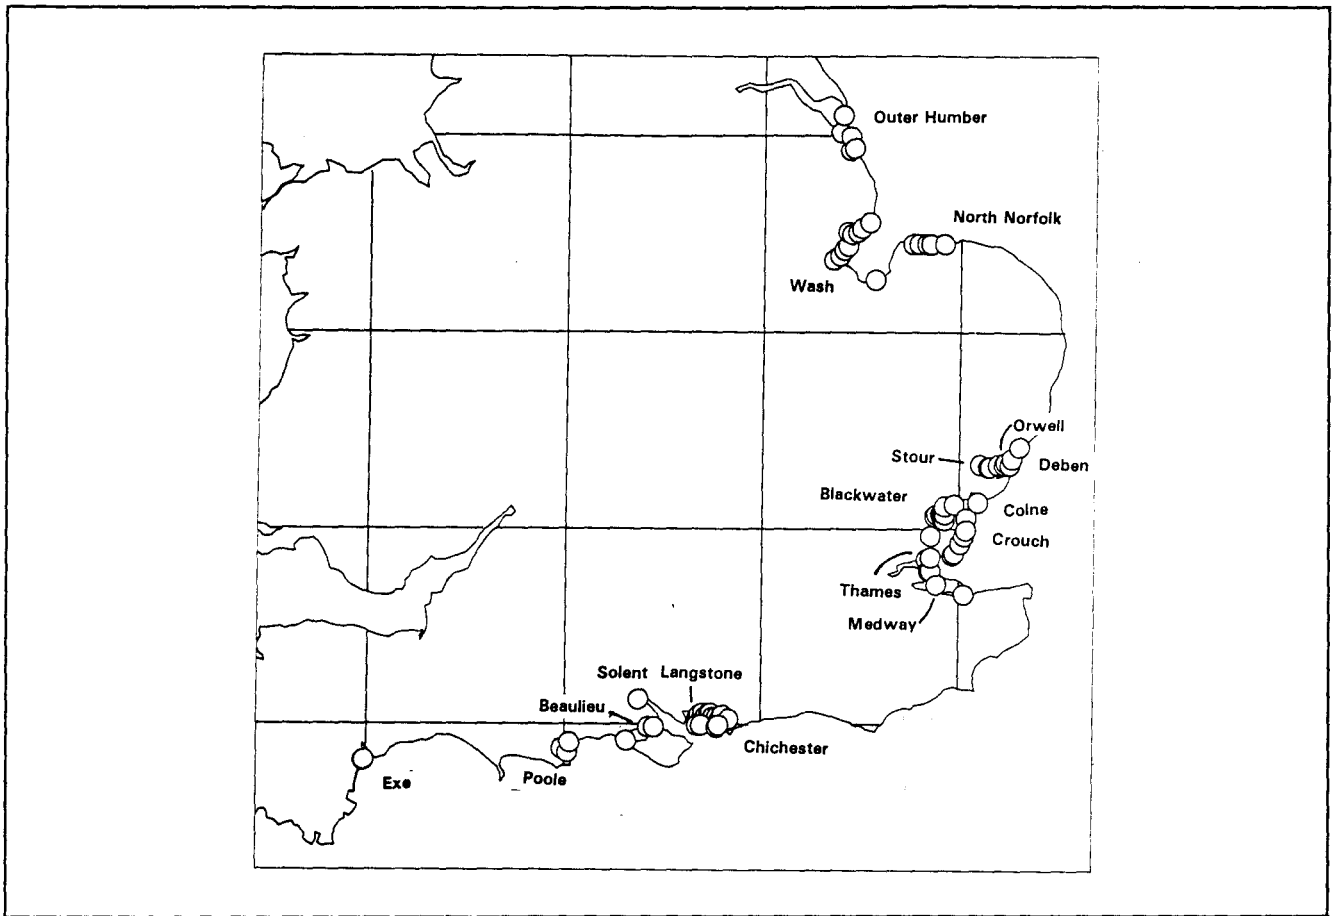 Outer Humber
North Norfolk
Wash
Orwell
Stour
Deben
Blackwater
Colne
Crouch
Thames
Medway
Solent
Langstone
Beaulieu
Chichester
Exe
Poole